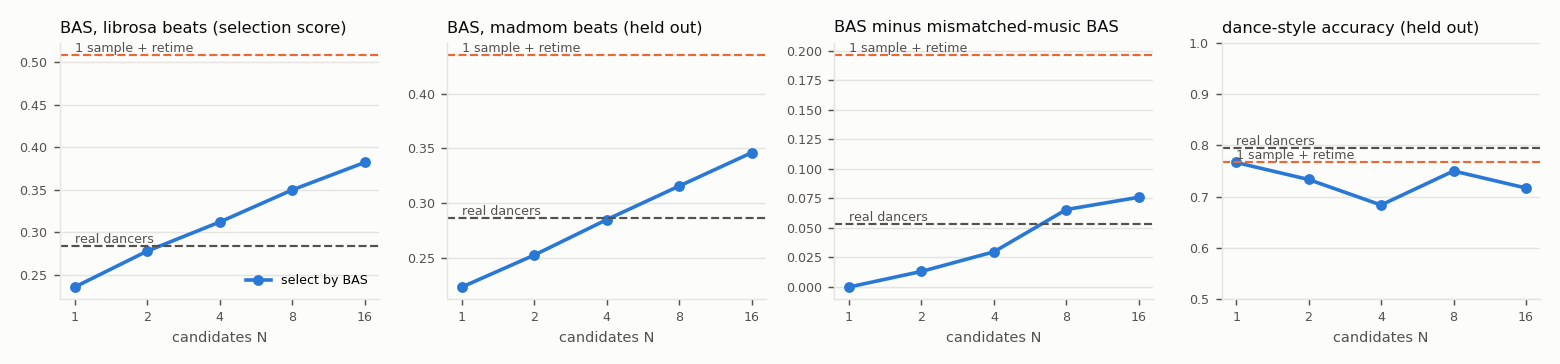 BAS, librosa beats (selection score)
1 sample + retime
0.50
0.45
0.40
0.35
0.30
0.25
real dancers
select by BAS
1 2 4 8 16
candidates N
BAS, madmom beats (held out)
1 sample + retime
0.40
0.35
0.30
0.25
real dancers
1 2 4 8 16
candidates N
BAS minus mismatched-music BAS
0.200
1 sample + retime
0.175
0.150
0.125
0.100
0.075
0.050
0.025
0.000
real dancers
1 2 4 8 16
candidates N
dance-style accuracy (held out)
1.0
0.9
0.8
0.7
0.6
0.5
real dancers
1 sample + retime
1 2 4 8 16
candidates N